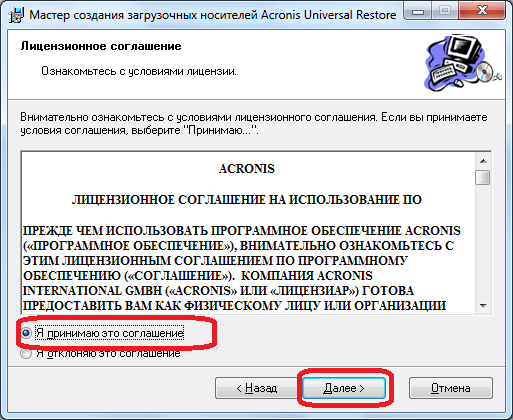 Мастер создания загрузочных носителей Acronis Universal Restore
Лицензионное соглашение
Ознакомьтесь с условиями лицензии.
Внимательно ознакомьтесь с условиями лицензионного соглашения. Если вы принимаете
условия соглашения, выберите "Принимаю...".
ACRONIS
ЛИЦЕНЗИОННОЕ СОГЛАШЕНИЕ НА ИСПОЛЬЗОВАНИЕ ПО
ПРЕЖДЕ ЧЕМ ИСПОЛЬЗОВАТЬ ПРОГРАММНОЕ ОБЕСПЕЧЕНИЕ ACRONIS
(«ПРОГРАММНОЕ ОБЕСПЕЧЕНИЕ»), ВНИМАТЕЛЬНО ОЗНАКОМЬТЕСЬ С
ЭТИМ ЛИЦЕНЗИОННЫМ СОГЛАШЕНИЕМ ПО ПРОГРАММНОМУ
ОБЕСПЕЧЕНИЮ («СОГЛАШЕНИЕ»). КОМПАНИЯ ACRONIS
INTERNATIONAL GMBH («ACRONIS» ИЛИ «ЛИЦЕНЗИАР») ГОТОВА
ПРЕДОСТАВИТЬ ВАМ КАК ФИЗИЧЕСКОМУ ЛИЦУ ИЛИ ОРГАНИЗАЦИИ
Я принимаю это соглашение
Я отклоняю это соглашение
< Назад
Далее >
Отмена